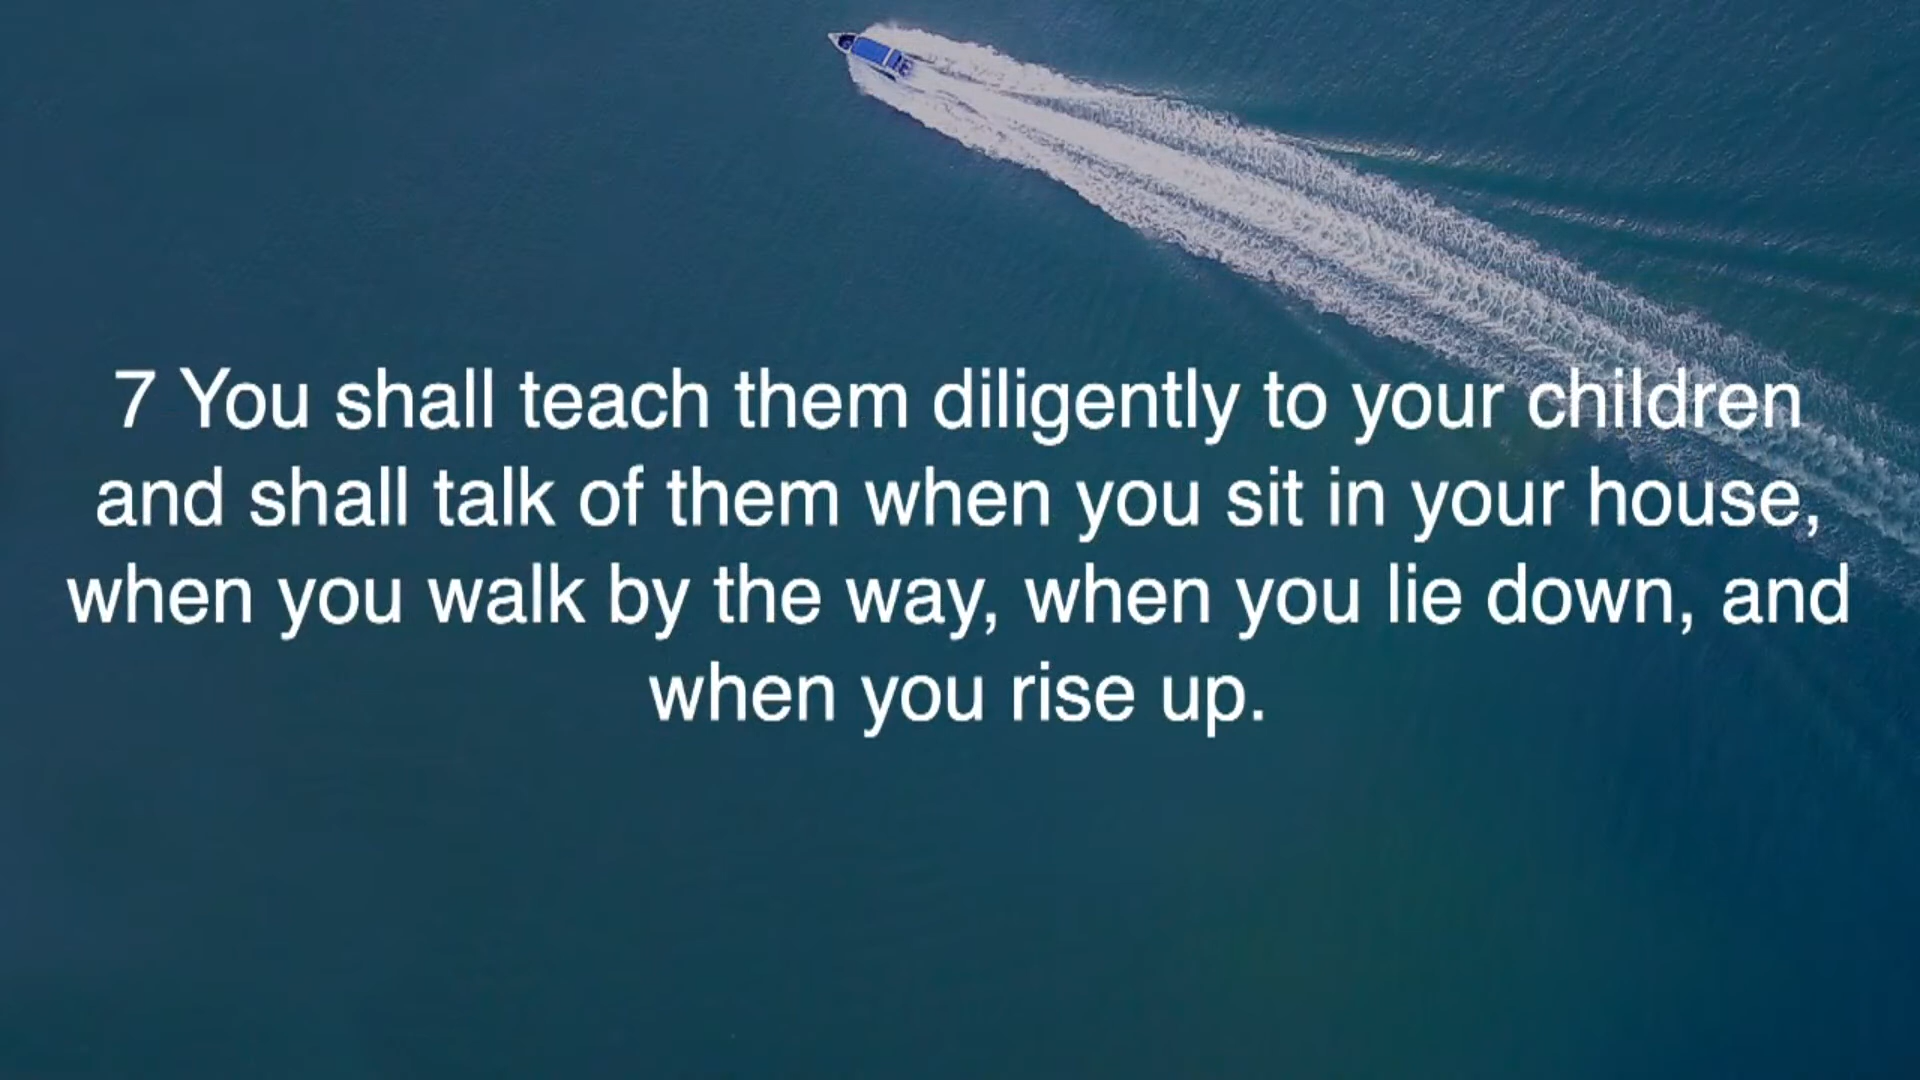 7 You shall teach them diligently to your children
and shall talk of them when you sit in your house,
when you walk by the way, when you lie down, and
when you rise up.